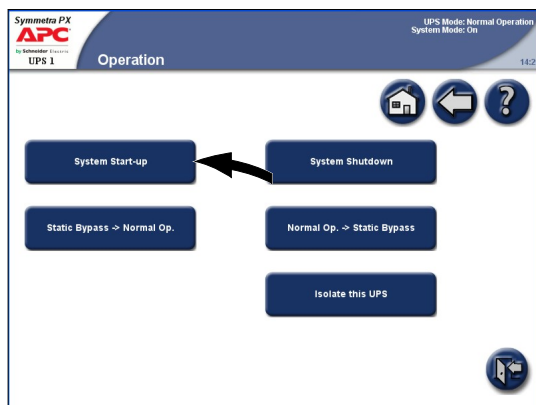 Symmetra PX
APC
by Schneider Electric
UPS 1
Operation
UPS Mode: Normal Operation
System Mode: On
14:2
System Start-up
System Shutdown
Static Bypass -> Normal Op.
Normal Op. -> Static Bypass
Isolate this UPS